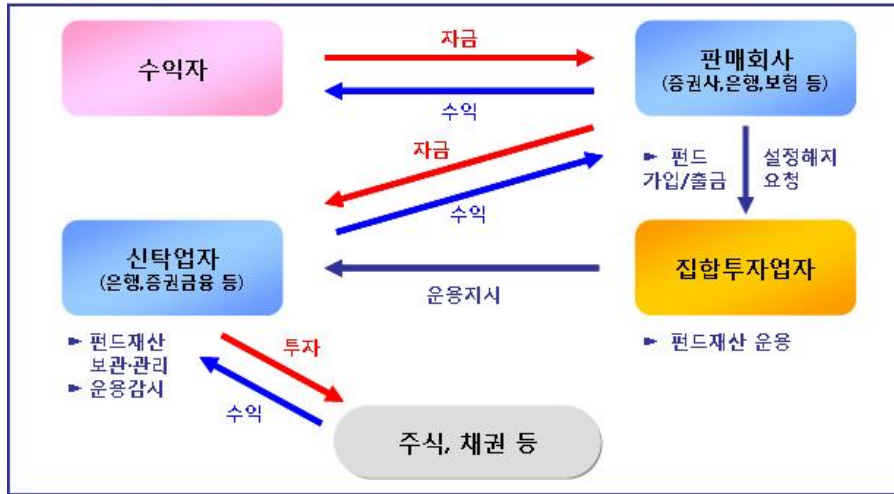 수익자
자금
수익
판매회사
(증권사,은행,보험 등)
자금
수익
► 펀드
가입/출금
설정해지
요청
신탁업자
(은행,증권금융 등)
운용지시
집합투자업자
► 펀드재산
보관·관리
► 운용감시
투자
수익
► 펀드재산 운용
주식, 채권 등